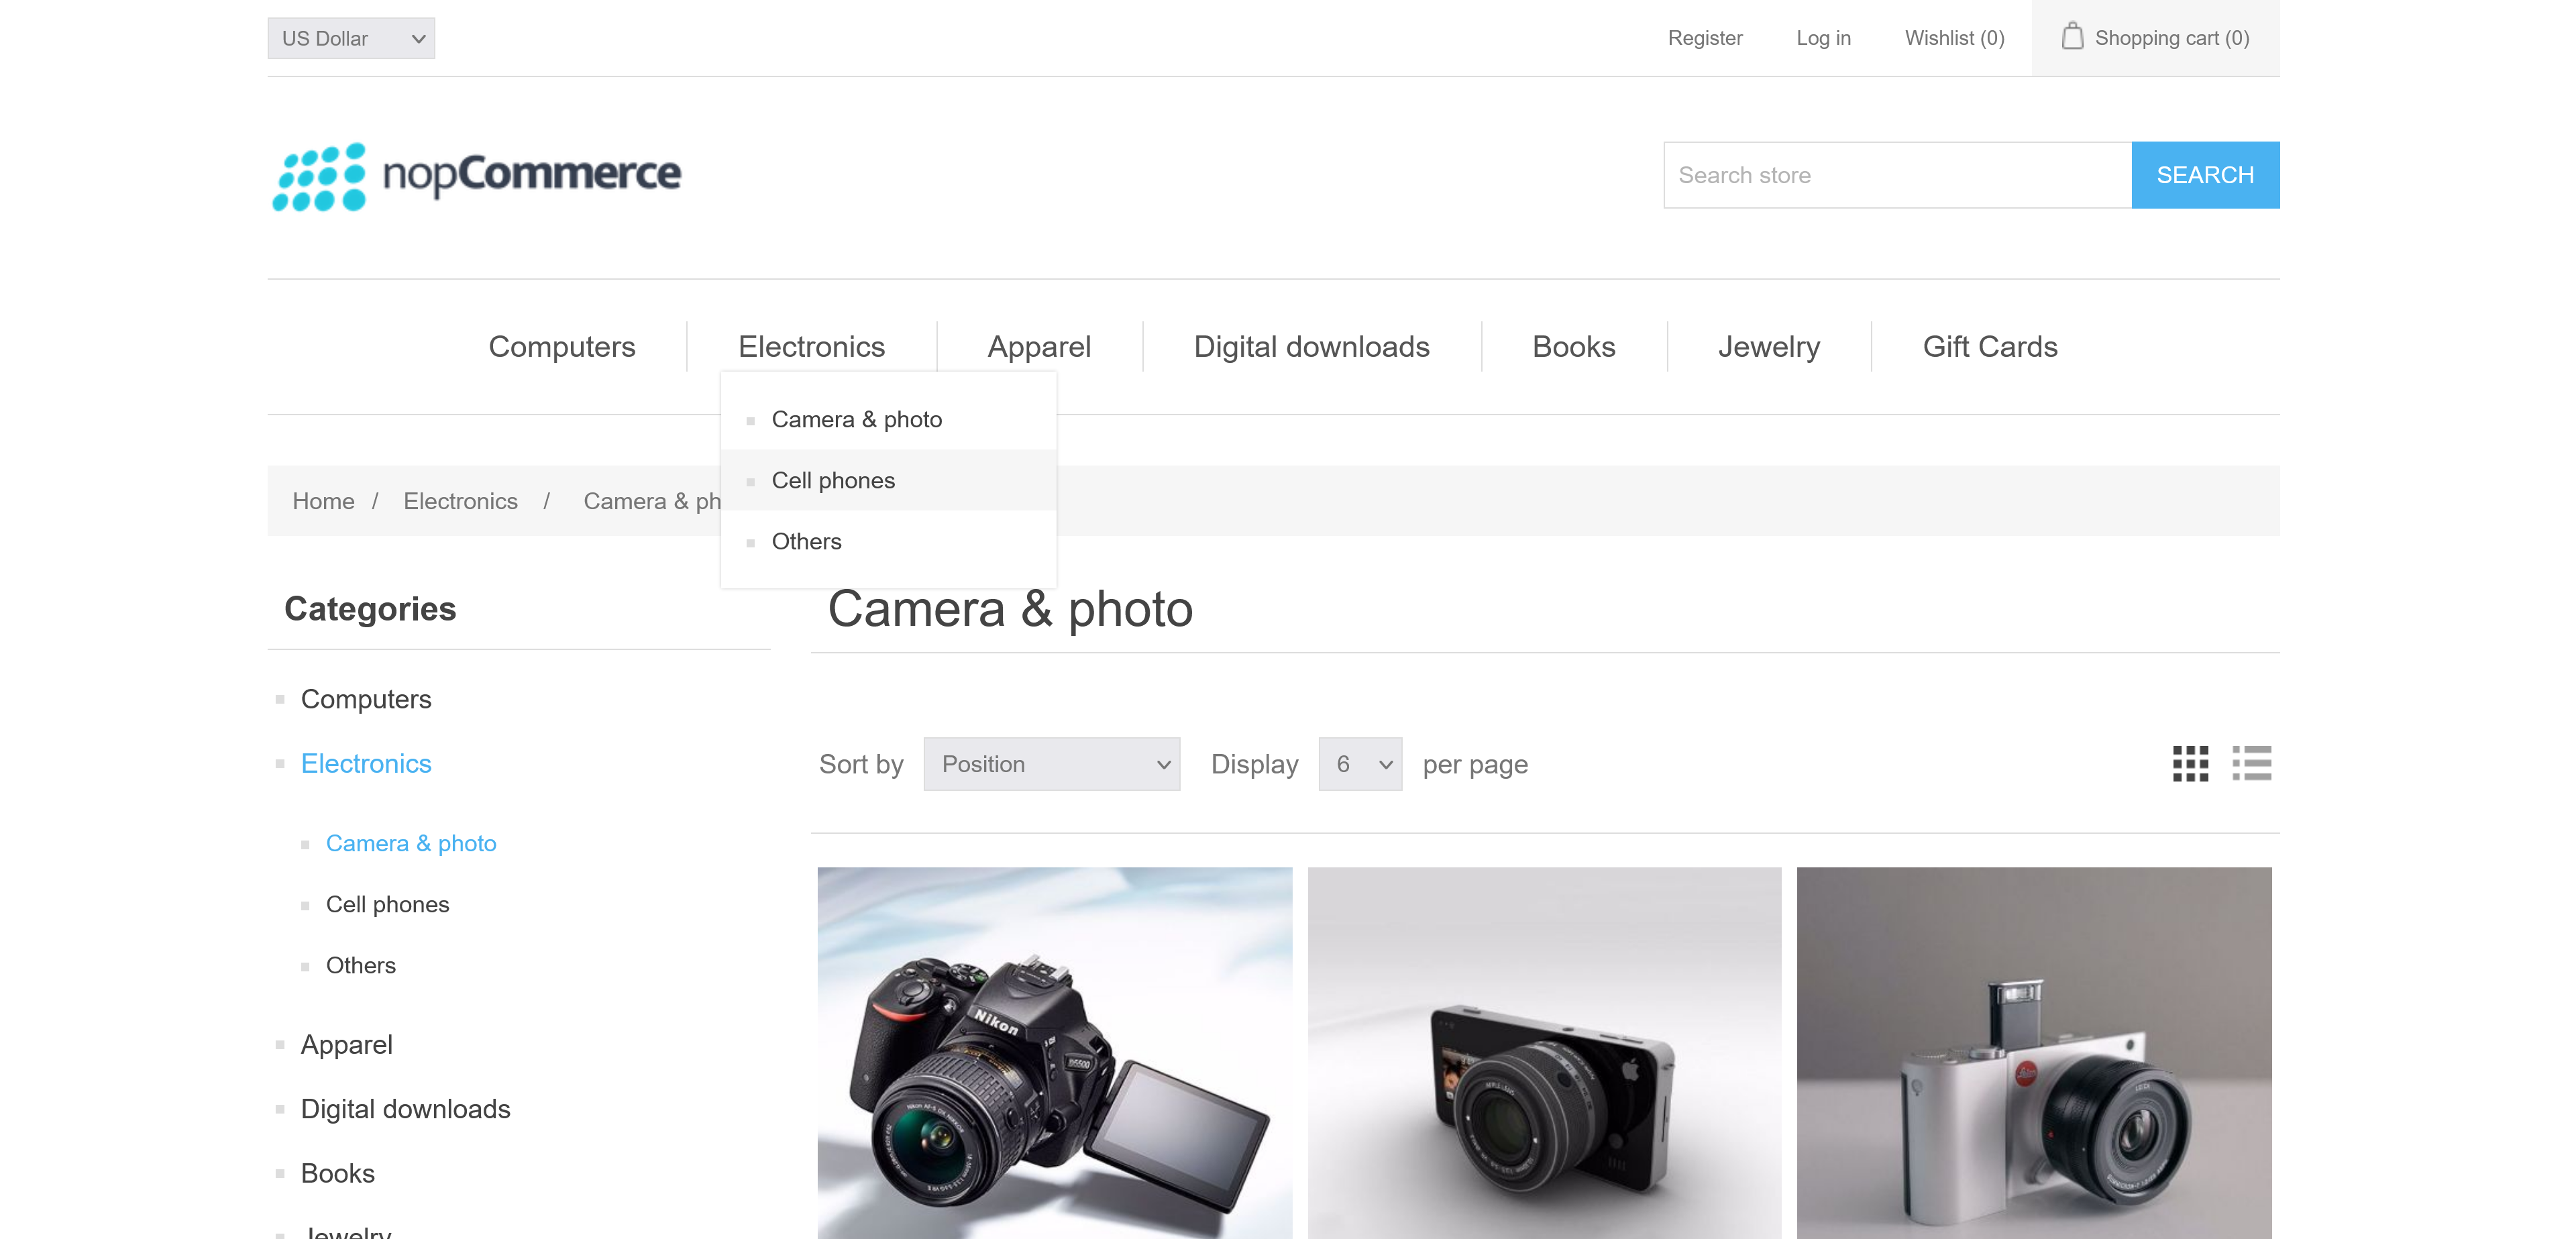 US Dollar
Register
Log in
Wishlist (0)
Shopping cart (0)
nopCommerce
Search store
SEARCH
Computers
Electronics
Apparel
Digital downloads
Books
Jewelry
Gift Cards
Camera & photo
Cell phones
Others
Home / Electronics / Camera & ph
Categories
Computers
Electronics
Camera & photo
Cell phones
Others
Apparel
Digital downloads
Books
Jewelry
Camera & photo
Sort by Position Display 6 per page
Nikon
D5500